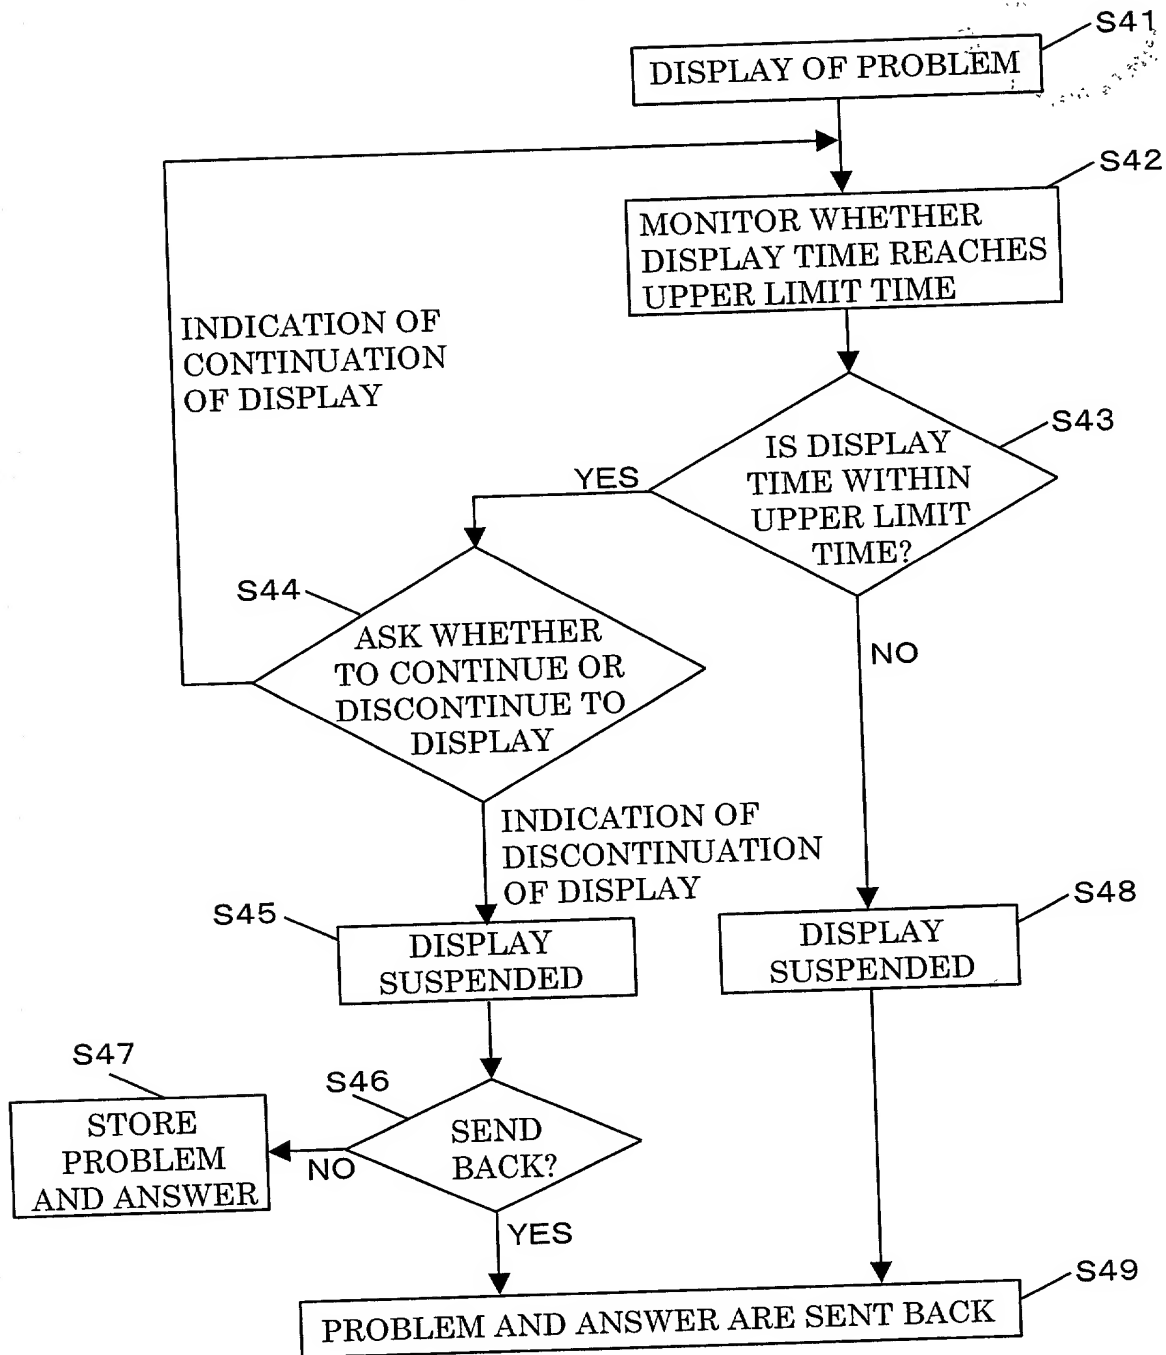 S41
DISPLAY OF PROBLEM
S42
MONITOR WHETHER
DISPLAY TIME REACHES
UPPER LIMIT TIME
INDICATION OF
CONTINUATION
OF DISPLAY
S43
IS DISPLAY
TIME WITHIN
UPPER LIMIT
TIME?
YES
NO
S44
ASK WHETHER
TO CONTINUE OR
DISCONTINUE TO
DISPLAY
INDICATION OF
DISCONTINUATION
OF DISPLAY
S45
DISPLAY
SUSPENDED
S48
DISPLAY
SUSPENDED
S47
STORE
PROBLEM
AND ANSWER
S46
SEND
BACK?
NO
YES
S49
PROBLEM AND ANSWER ARE SENT BACK